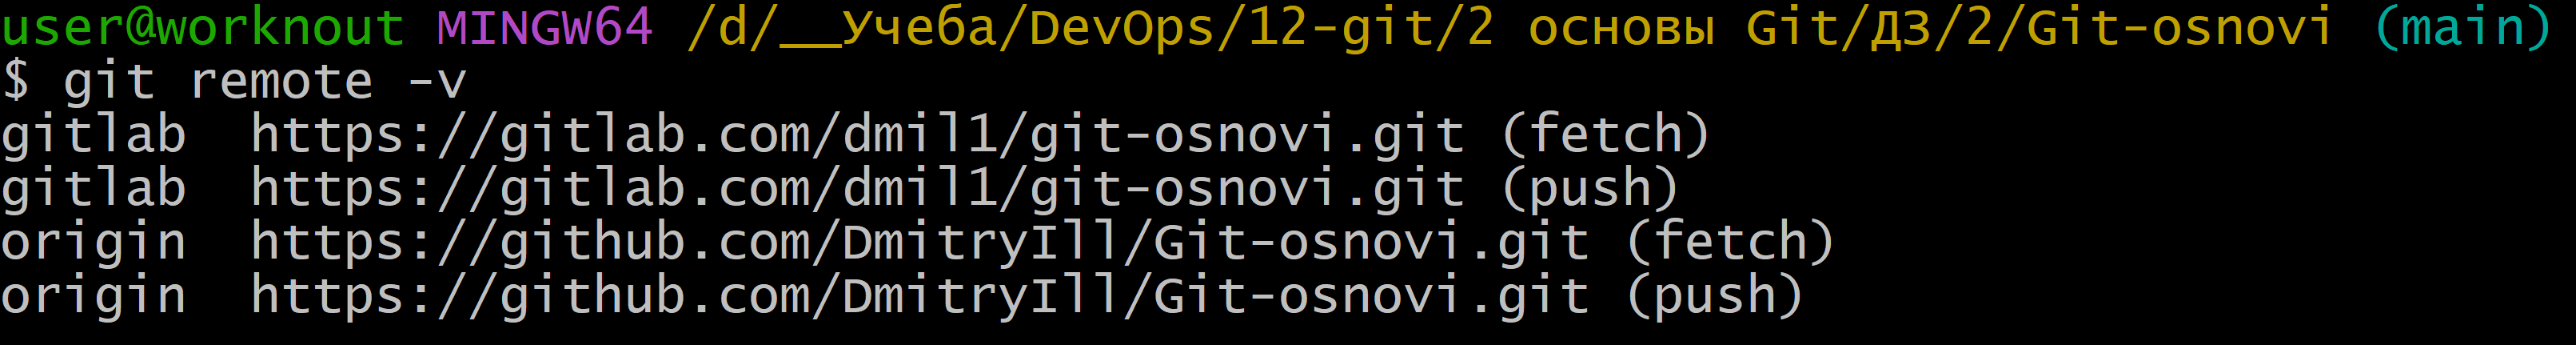 user@worknout MINGW64 /d/__Учеба/DevOps/12-git/2 основы Git/ДЗ/2/Git-osnovi (main)
$ git remote -v
gitlab  https://gitlab.com/dmil1/git-osnovi.git (fetch)
gitlab  https://gitlab.com/dmil1/git-osnovi.git (push)
origin  https://github.com/DmitryIll/Git-osnovi.git (fetch)
origin  https://github.com/DmitryIll/Git-osnovi.git (push)